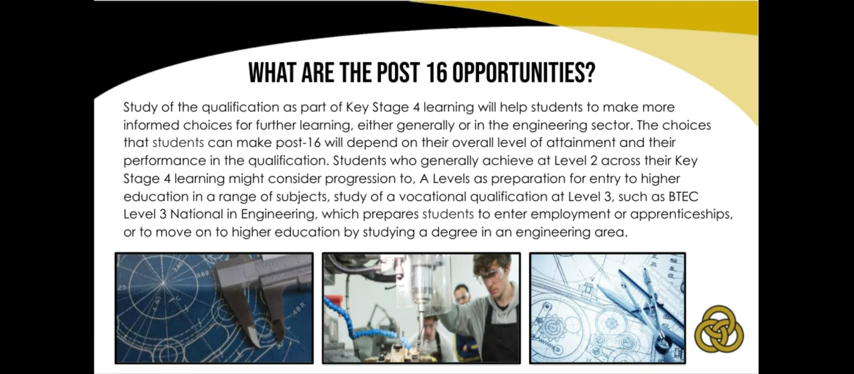 WHAT ARE THE POST 16 OPPORTUNITIES?
Study of the qualification as part of Key Stage 4 learning will help students to make more
informed choices for further learning, either generally or in the engineering sector. The choices
that students can make post-16 will depend on their overall level of attainment and their
performance in the qualification. Students who generally achieve at Level 2 across their Key
Stage 4 learning might consider progression to, A Levels as preparation for entry to higher
education in a range of subjects, study of a vocational qualification at Level 3, such as BTEC
Level 3 National in Engineering, which prepares students to enter employment or apprenticeships,
or to move on to higher education by studying a degree in an engineering area.